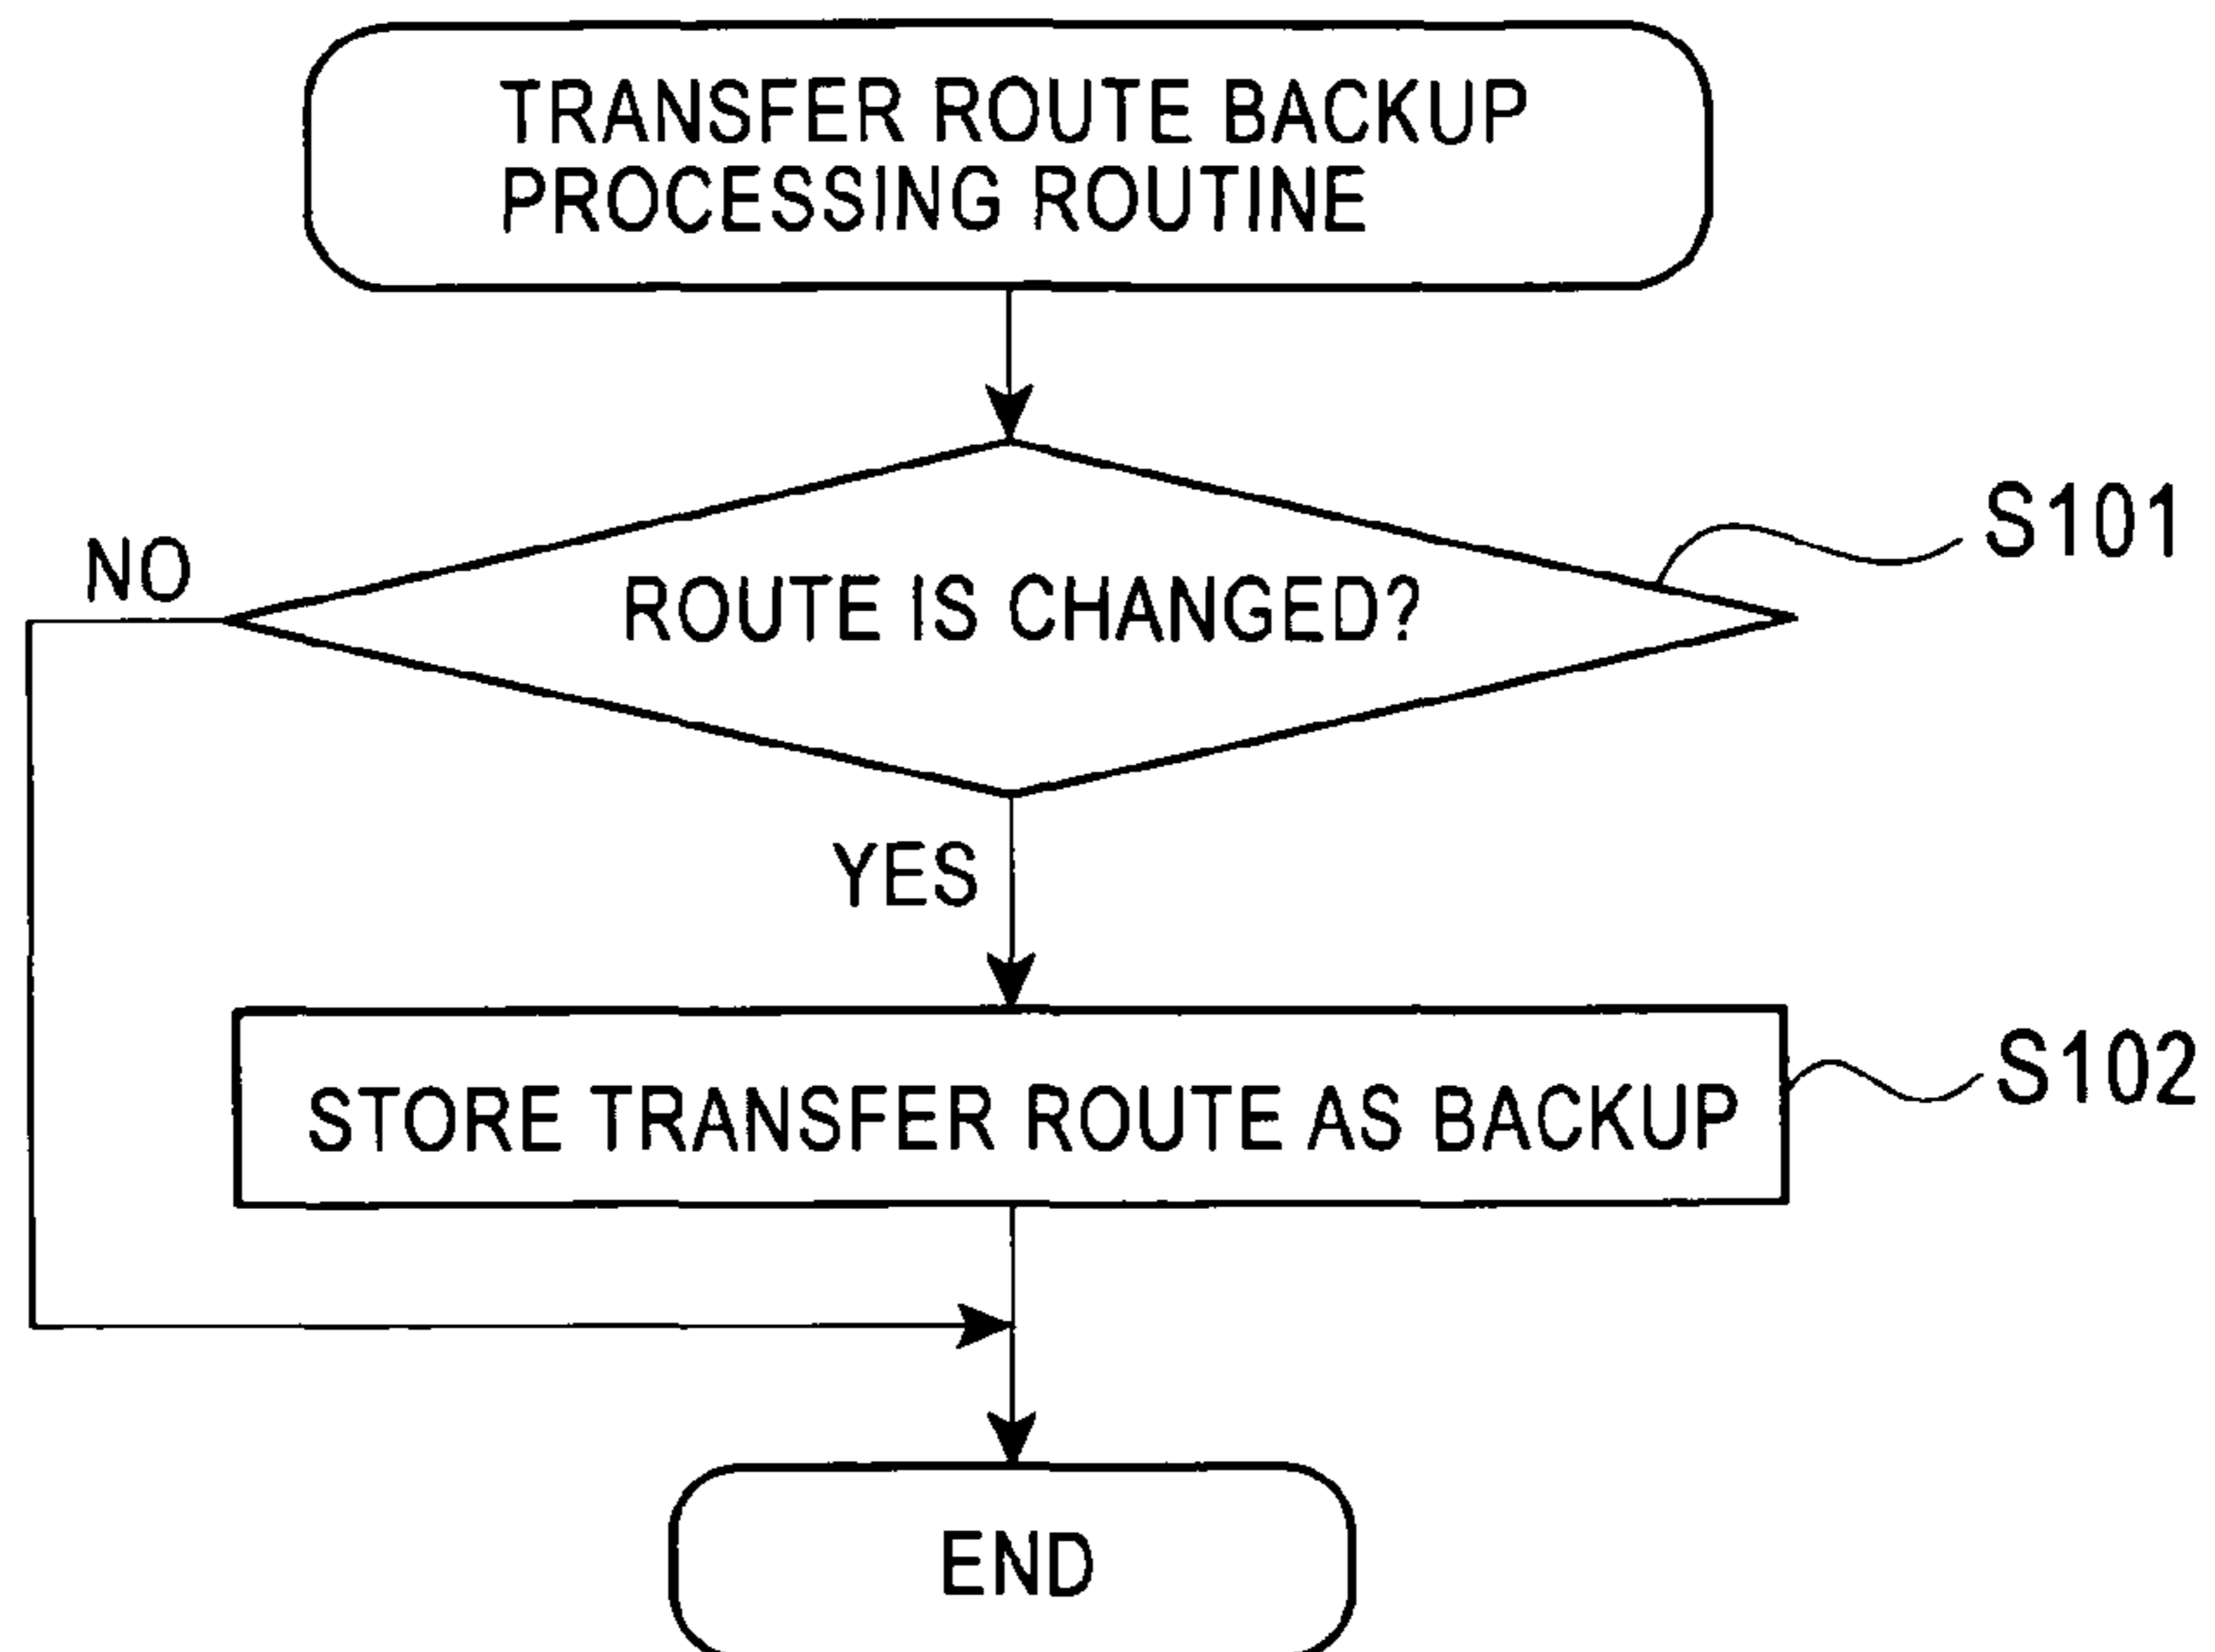 TRANSFER ROUTE BACKUP
PROCESSING ROUTINE
S101
NO
ROUTE IS CHANGED?
YES
S102
STORE TRANSFER ROUTE AS BACKUP
END